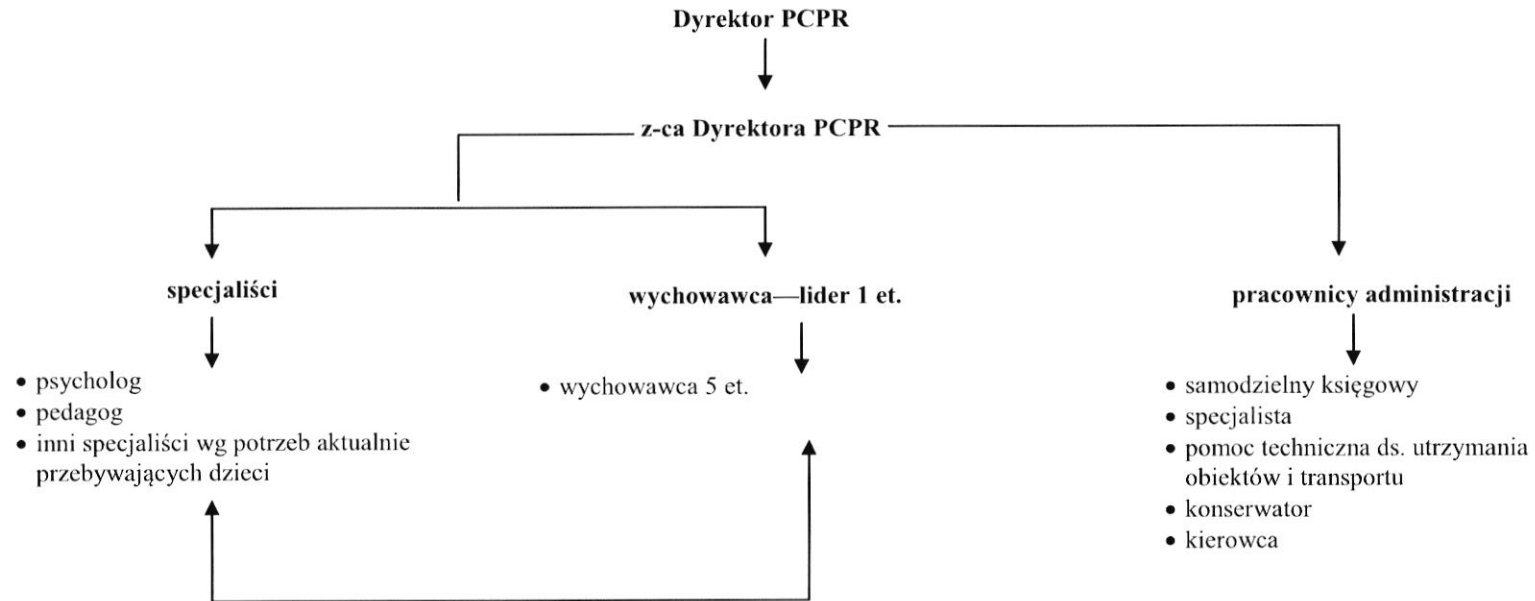 Dyrektor PCPR
z-ca Dyrektora PCPR
specjaliści
• psycholog
• pedagog
• inni specjaliści wg potrzeb aktualnie
przebywających dzieci
wychowawca—lider 1 et.
• wychowawca 5 et.
pracownicy administracji
• samodzielny księgowy
• specjalista
• pomoc techniczna ds. utrzymania
obiektów i transportu
• konserwator
• kierowca